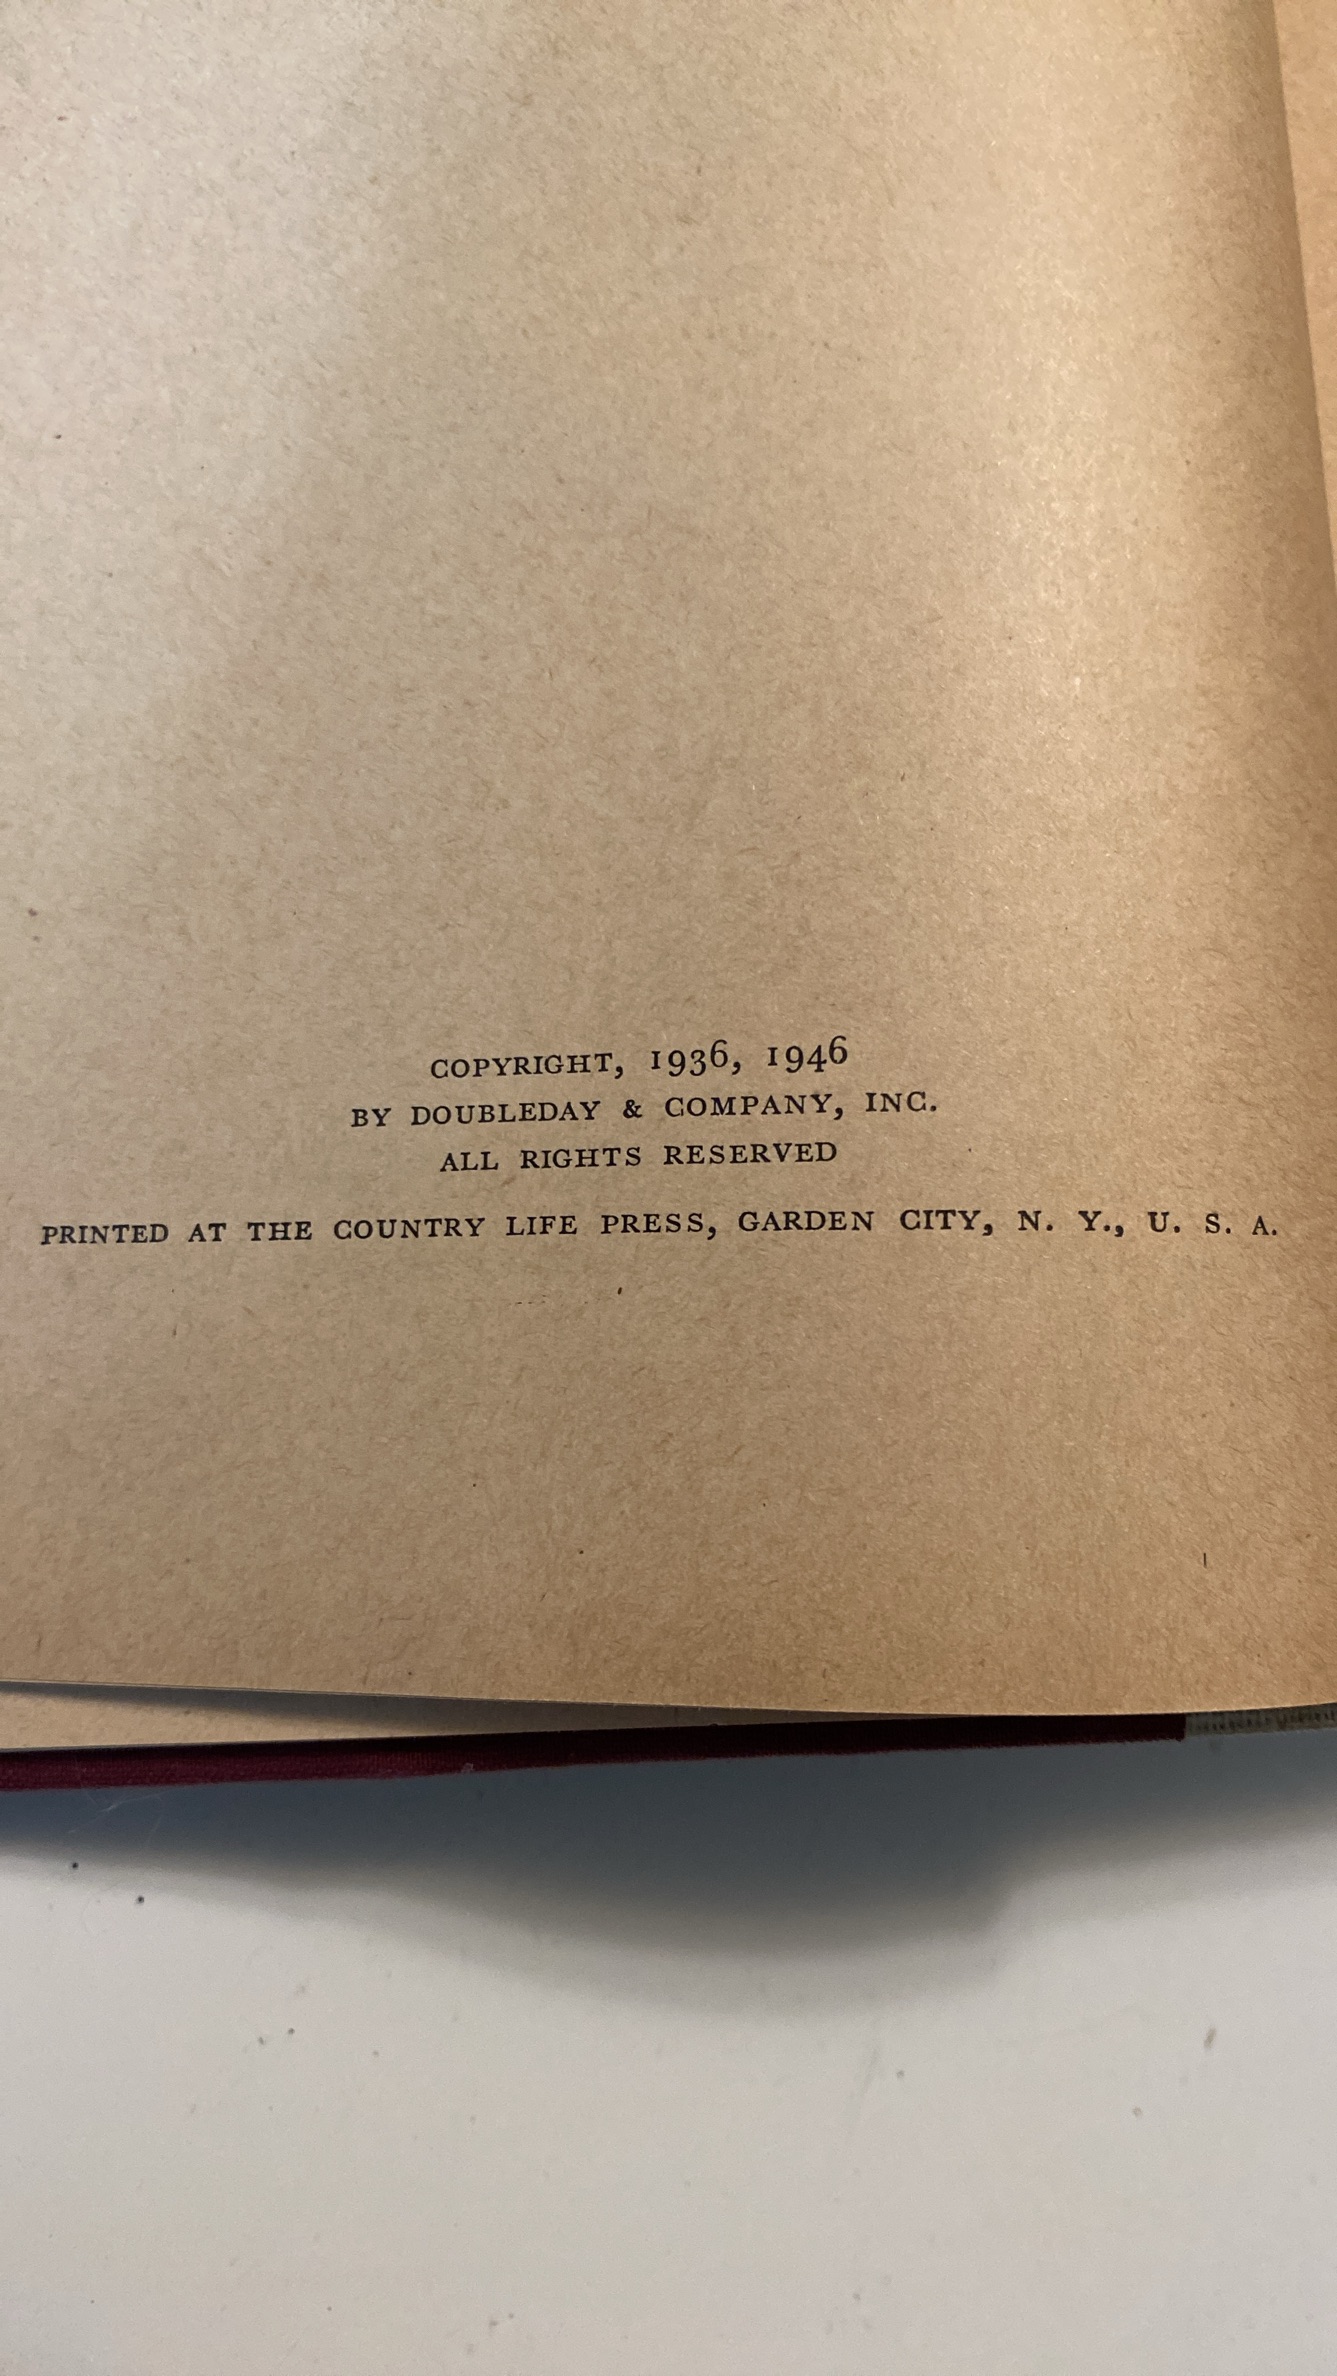 COPYRIGHT, 1936, 1946
BY DOUBLEDAY & COMPANY, INC.
ALL RIGHTS RESERVED
PRINTED AT THE COUNTRY LIFE PRESS, GARDEN CITY, N. Y., U. S. A.